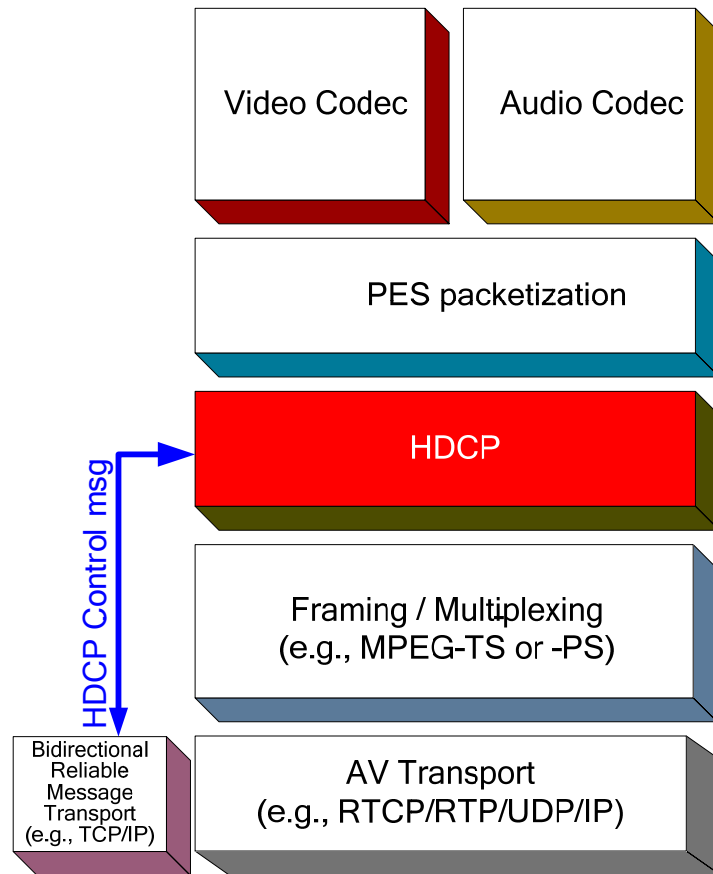 Video Codec
Audio Codec
PES packetization
HDCP
HDCP Control msg
Framing / Multiplexing
(e.g., MPEG-TS or -PS)
Bidirectional
Reliable
Message
Transport
(e.g., TCP/IP)
AV Transport
(e.g., RTCP/RTP/UDP/IP)